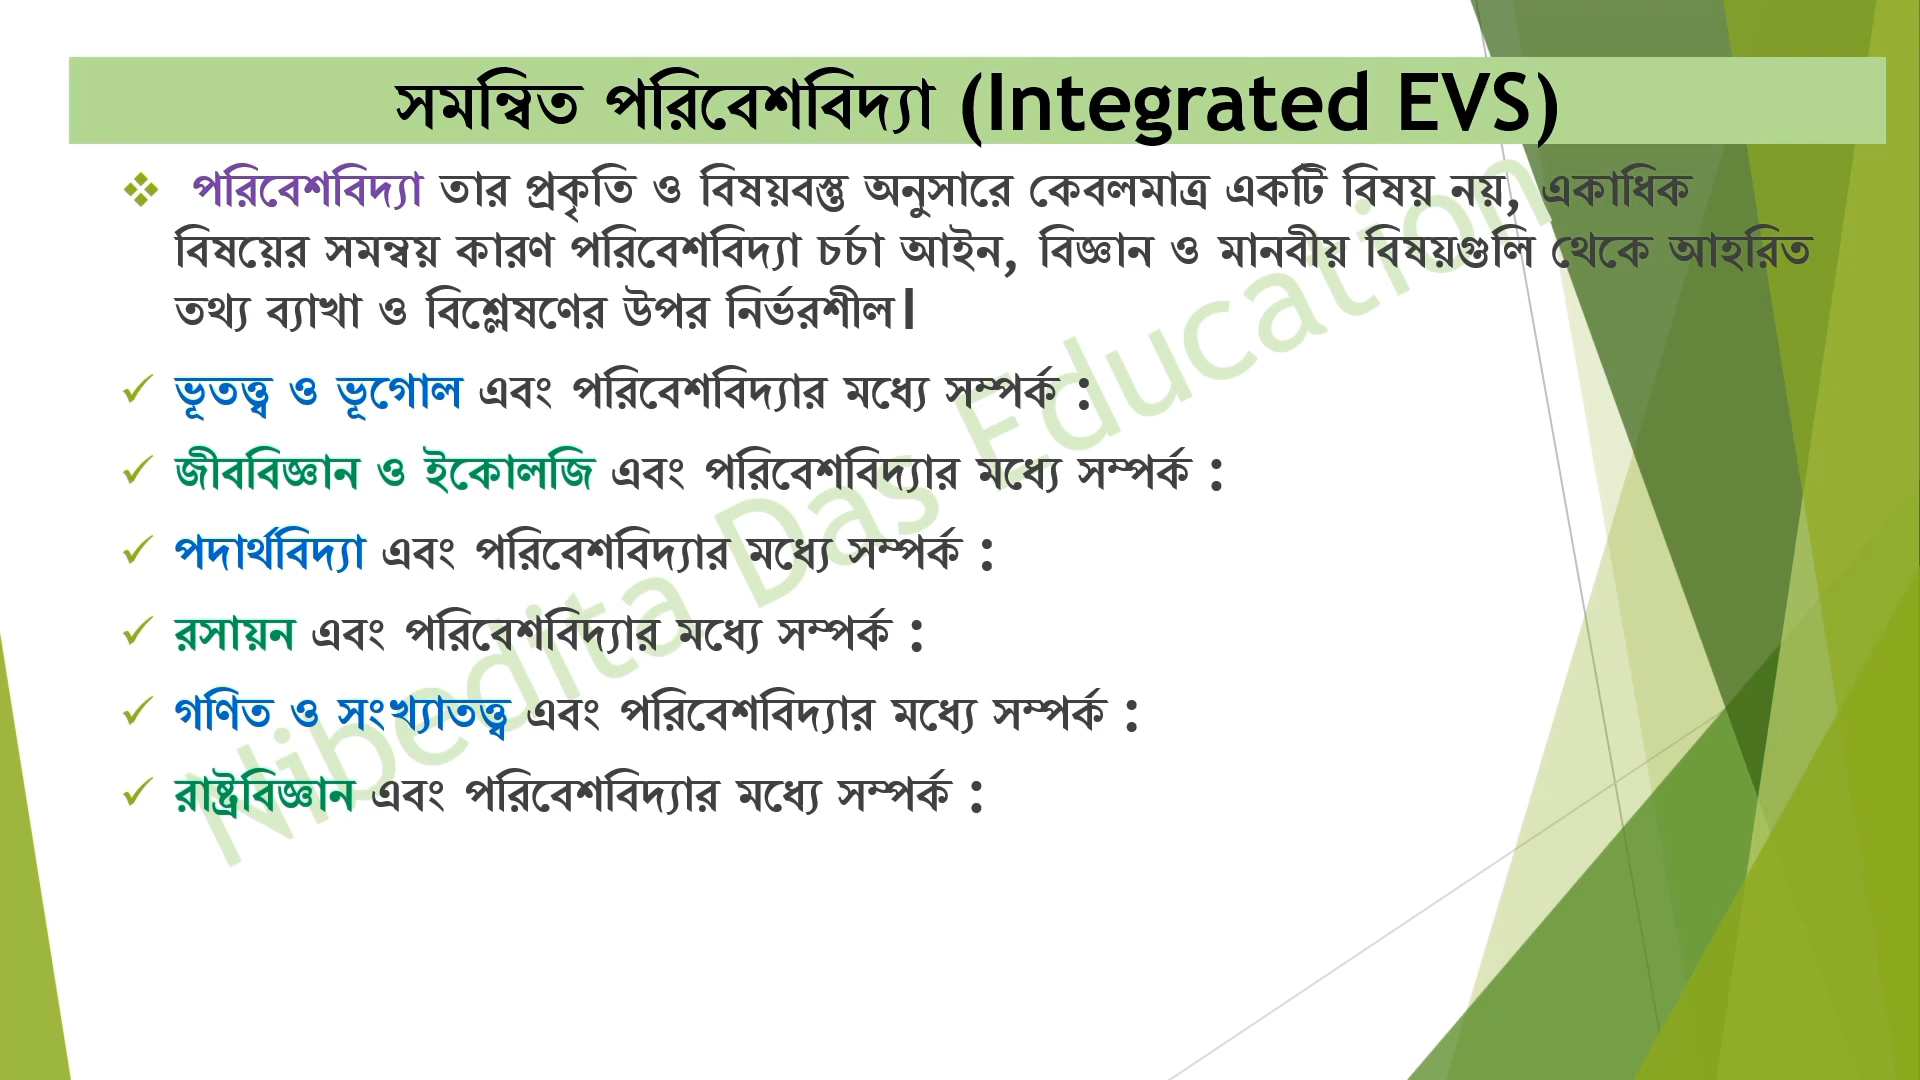 সমন্বিত পরিবেশবিদ্যা (Integrated EVS)
পরিবেশবিদ্যা তার প্রকৃতি ও বিষয়বস্তু অনুসারে কেবলমাত্র একটি বিষয় নয়, একাধিক
বিষয়ের সমন্বয় কারণ পরিবেশবিদ্যা চর্চা আইন, বিজ্ঞান ও মানবীয় বিষয়গুলি থেকে আহরিত
তথ্য ব্যাখা ও বিশ্লেষণের উপর নির্ভরশীল।
ভূতত্ত্ব ও ভূগোল এবং পরিবেশবিদ্যার মধ্যে সম্পর্ক :
জীববিজ্ঞান ও ইকোলজি এবং পরিবেশবিদ্যার মধ্যে সম্পর্ক :
পদার্থবিদ্যা এবং পরিবেশবিদ্যার মধ্যে সম্পর্ক :
রসায়ন এবং পরিবেশবিদ্যার মধ্যে সম্পর্ক :
গণিত ও সংখ্যাতত্ত্ব এবং পরিবেশবিদ্যার মধ্যে সম্পর্ক :
রাষ্ট্রবিজ্ঞান এবং পরিবেশবিদ্যার মধ্যে সম্পর্ক :
Nibedita Das Education